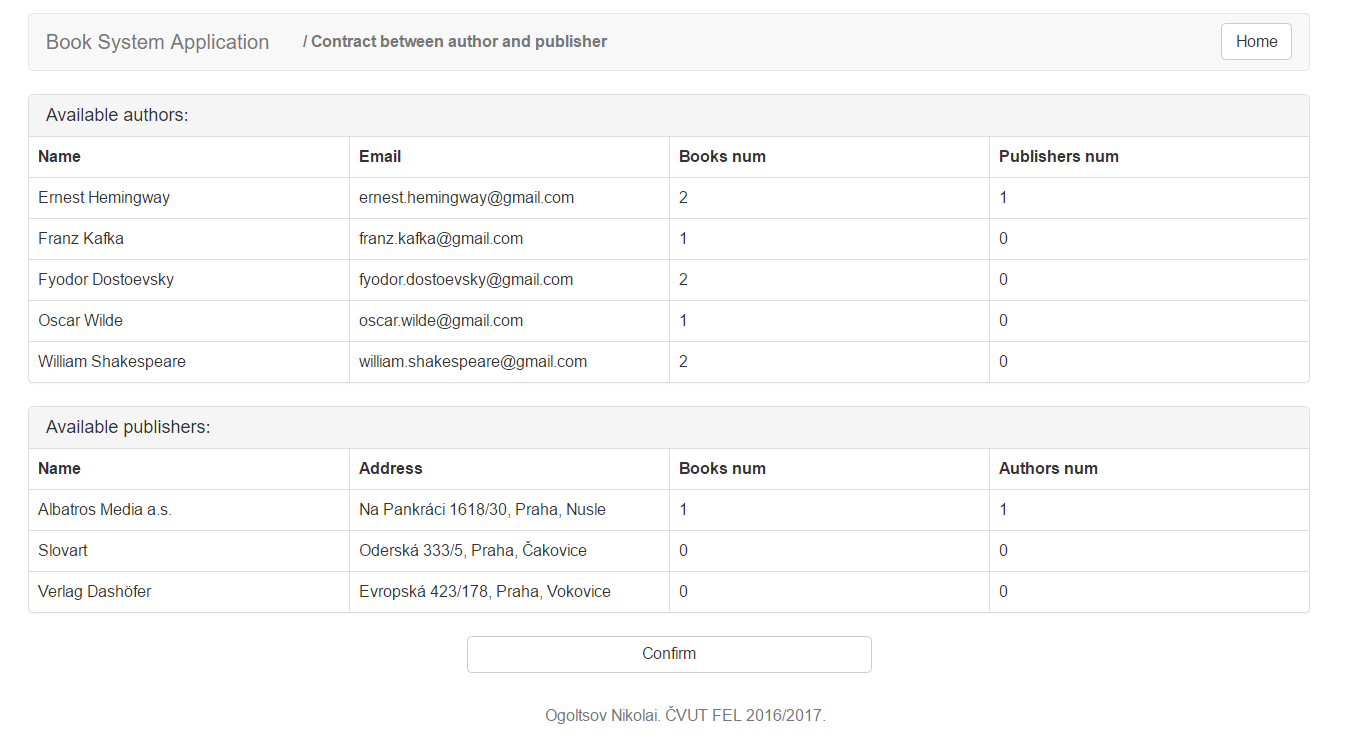 Book System Application / Contract between author and publisher Home
Available authors:
Name Email Books num Publishers num
Ernest Hemingway ernest.hemingway@gmail.com 2 1
Franz Kafka franz.kafka@gmail.com 1 0
Fyodor Dostoevsky fyodor.dostoevsky@gmail.com 2 0
Oscar Wilde oscar.wilde@gmail.com 1 0
William Shakespeare william.shakespeare@gmail.com 2 0
Available publishers:
Name Address Books num Authors num
Albatros Media a.s. Na Pankráci 1618/30, Praha, Nusle 1 1
Slovart Oderská 333/5, Praha, Čakovice 0 0
Verlag Dashöfer Evropská 423/178, Praha, Vokovice 0 0
Confirm
Ogoltsov Nikolai. ČVUT FEL 2016/2017.